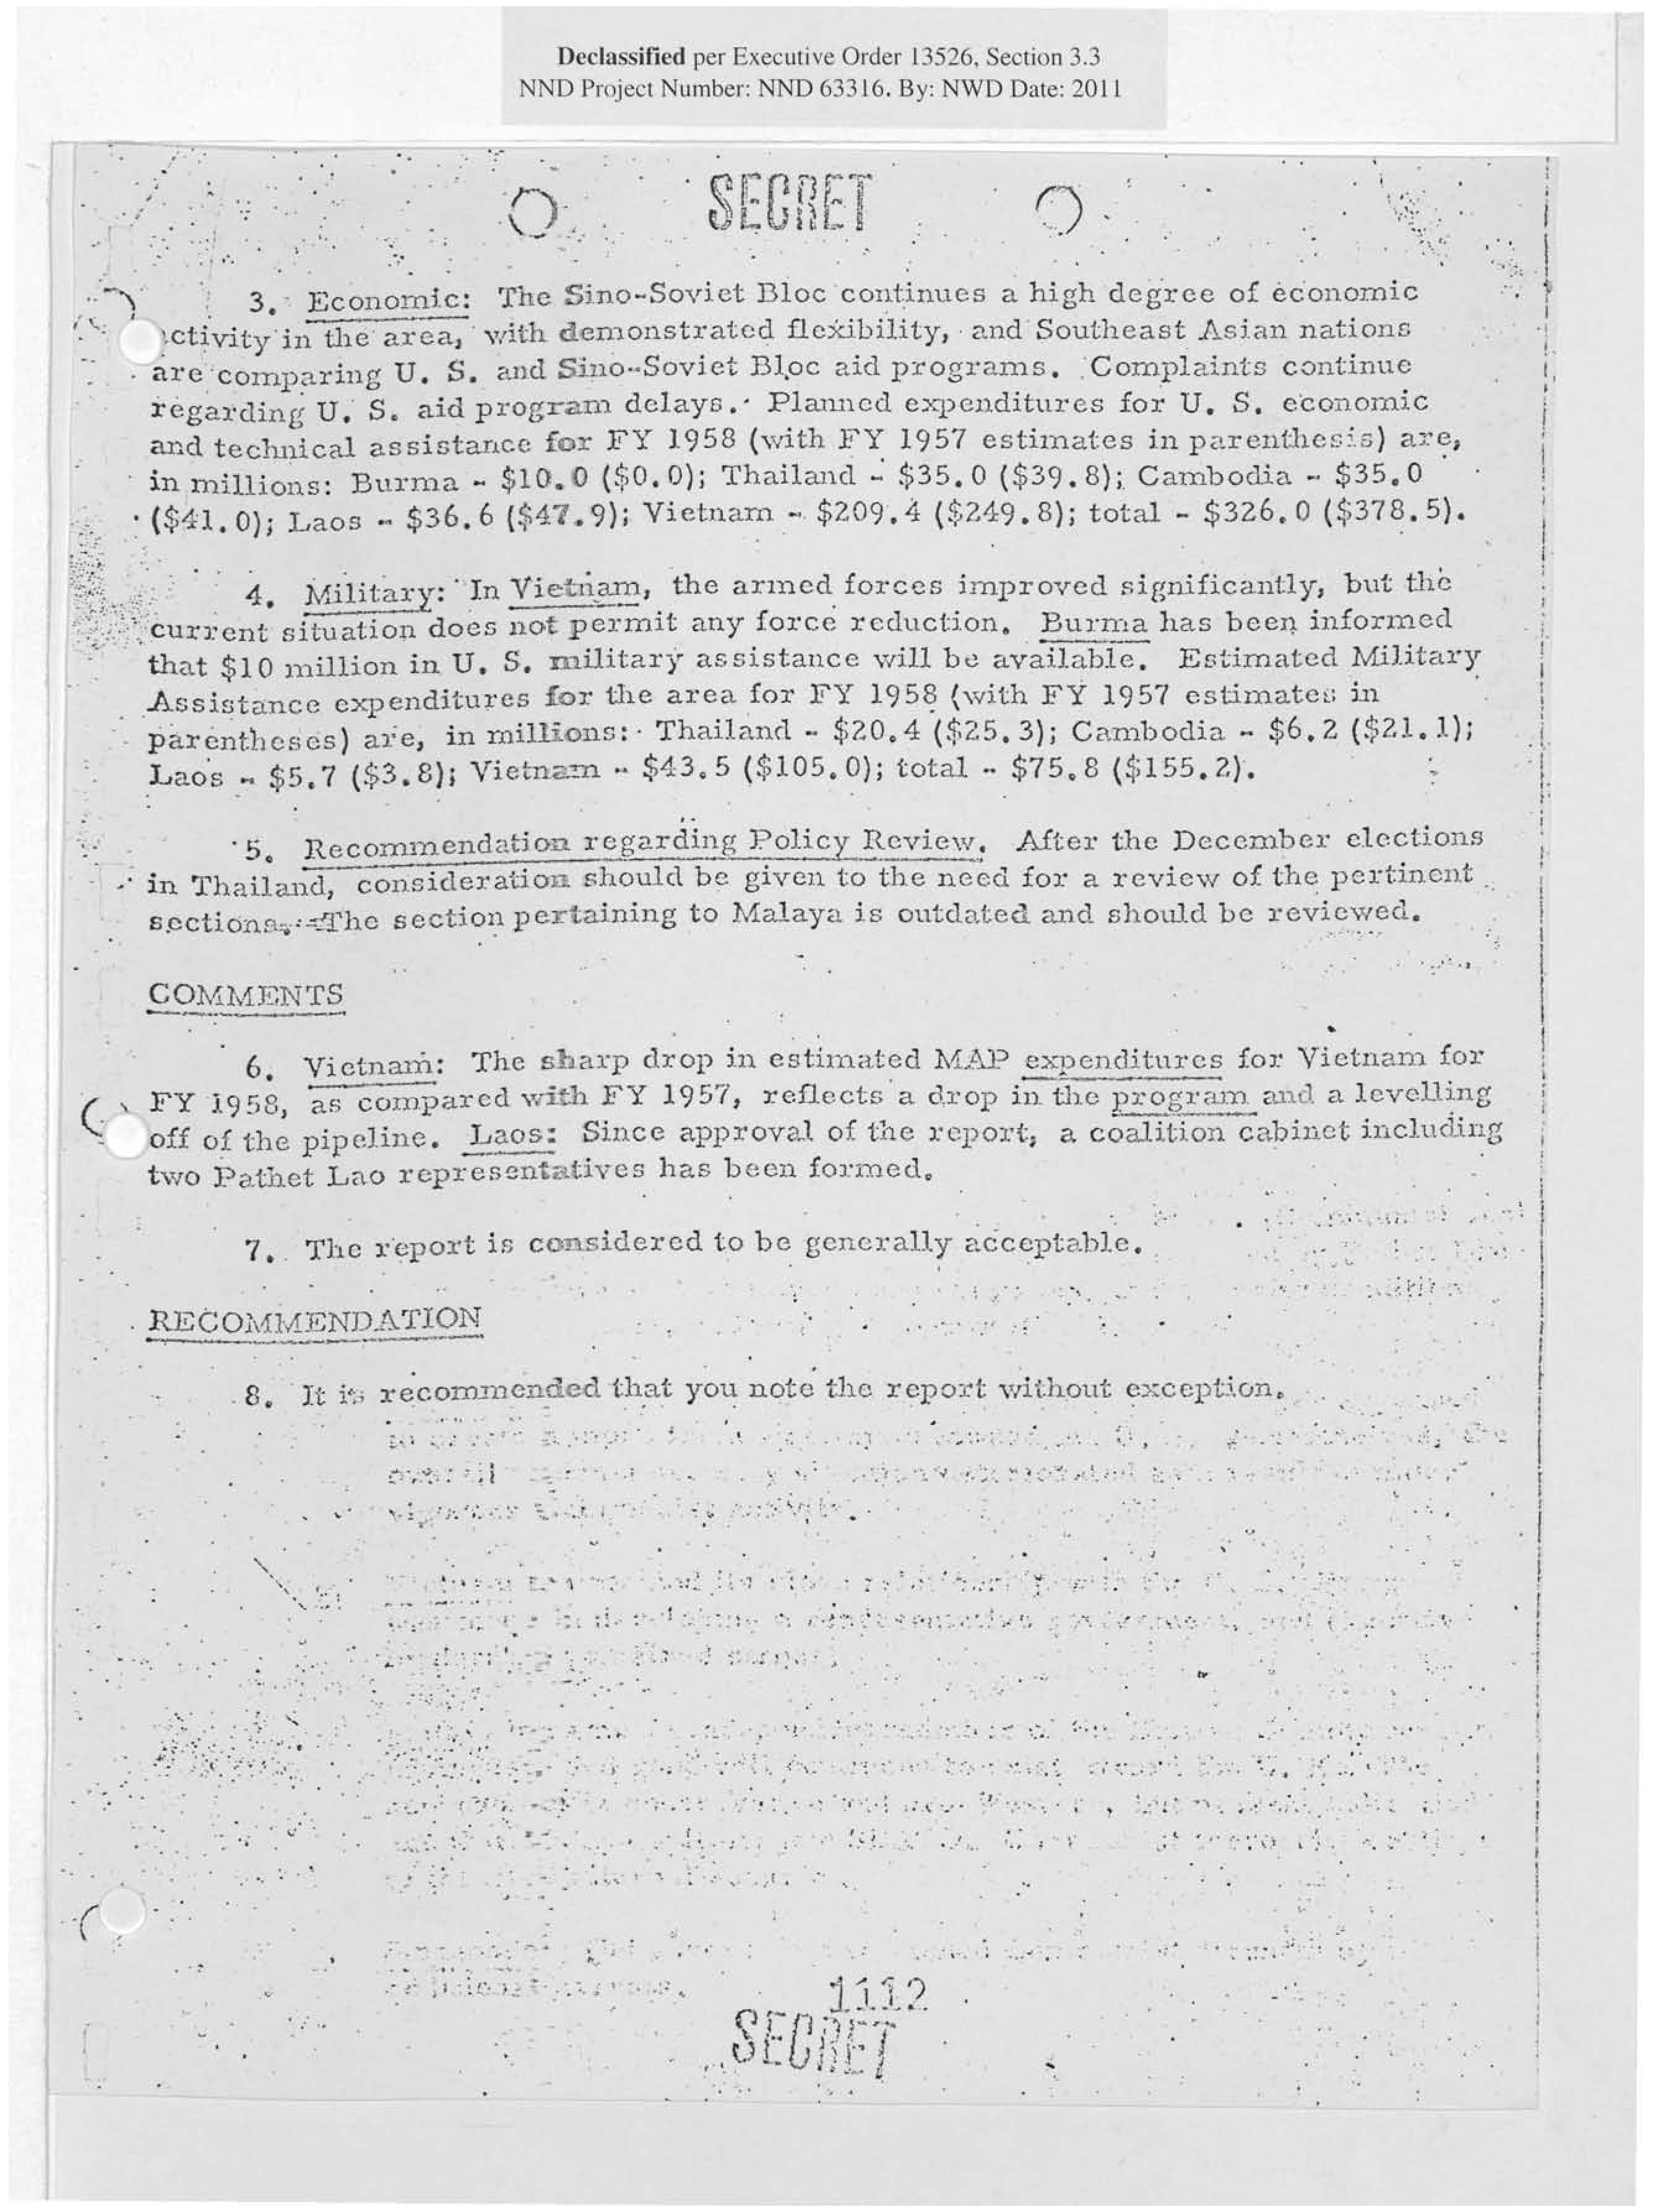 Declassified per Executive Order 13526, Section 3.3
NND Project Number: NND 63316. By: NWD Date: 2011
SECRET
3. Economic: The Sino-Soviet Bloc continues a high degree of economic
ctivity in the area, with demonstrated flexibility, and Southeast Asian nations
are comparing U. S. and Sino-Soviet Bloc aid programs. Complaints continue
regarding U. S. aid program delays. Planned expenditures for U. S. economic
and technical assistance for FY 1958 (with FY 1957 estimates in parenthesis) are,
in millions: Burma - $10.0 ($0.0); Thailand - $35.0 ($39.8); Cambodia - $35.0
($41.0); Laos - $36.6 ($47.9); Vietnam - $209.4 ($249.8); total - $326.0 ($378.5).
4. Military: In Vietnam, the armed forces improved significantly, but the
current situation does not permit any force reduction. Burma has been informed
that $10 million in U. S. military assistance will be available. Estimated Military
Assistance expenditures for the area for FY 1958 (with FY 1957 estimates in
parentheses) are, in millions: Thailand - $20.4 ($25.3); Cambodia - $6.2 ($21.1);
Laos - $5.7 ($3.8); Vietnam - $43.5 ($105.0); total - $75.8 ($155.2).
5. Recommendation regarding Policy Review. After the December elections
in Thailand, consideration should be given to the need for a review of the pertinent
sections. The section pertaining to Malaya is outdated and should be reviewed.
COMMENTS
6. Vietnam: The sharp drop in estimated MAP expenditures for Vietnam for
FY 1958, as compared with FY 1957, reflects a drop in the program and a levelling
off of the pipeline. Laos: Since approval of the report, a coalition cabinet including
two Pathet Lao representatives has been formed.
7. The report is considered to be generally acceptable.
RECOMMENDATION
8. It is recommended that you note the report without exception.
1112
SECRET